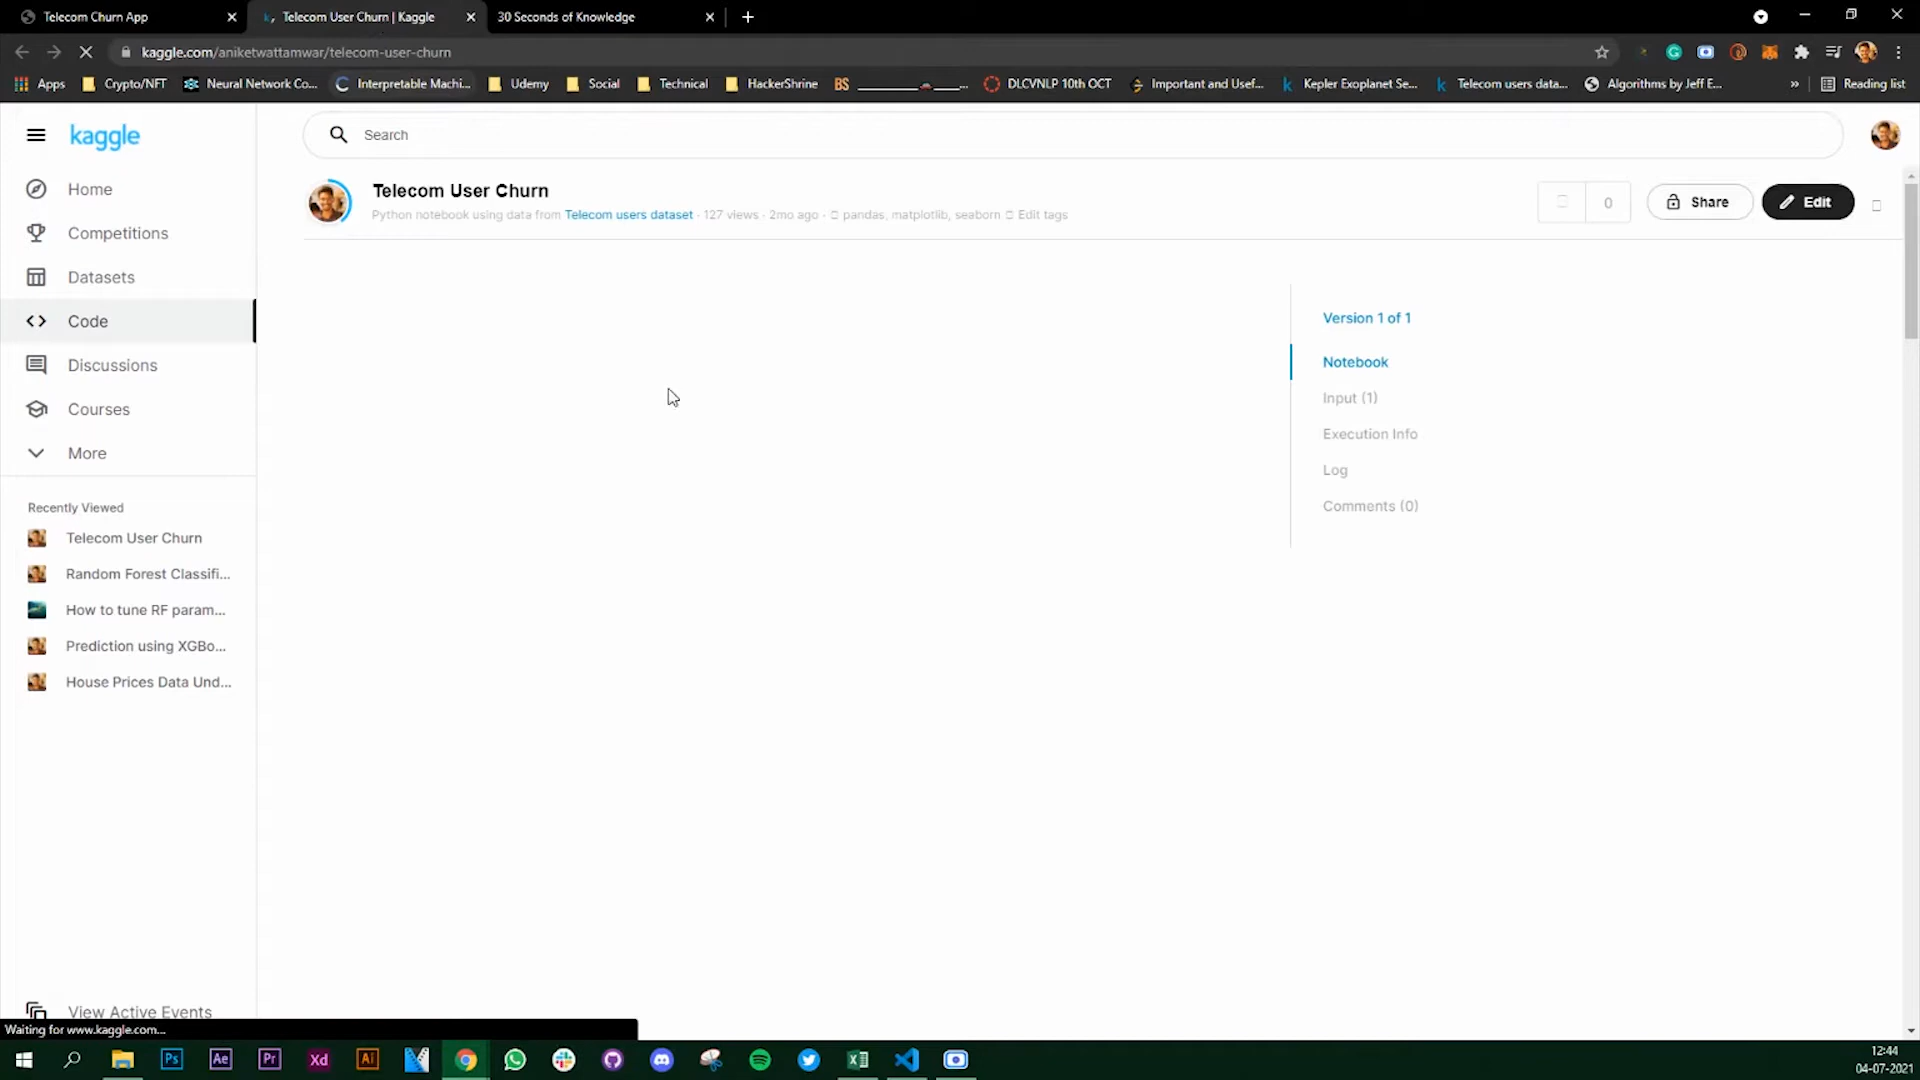 Telecom Churn App
Telecom User Churn | Kaggle
30 Seconds of Knowledge
kaggle.com/aniketwattamwar/telecom-user-churn
Apps
Crypto/NFT
Neural Network Co...
Interpretable Machi...
Udemy
Social
Technical
HackerShrine
BS
DLCVNLP 10th OCT
Important and Usef...
Kepler Exoplanet Se...
Telecom users data...
Algorithms by Jeff E...
Reading list
kaggle
Search
Home
Competitions
Datasets
Code
Discussions
Courses
More
Recently Viewed
Telecom User Churn
Random Forest Classifi...
How to tune RF param...
Prediction using XGBo...
House Prices Data Und...
View Active Events
Telecom User Churn
Python notebook using data from Telecom users dataset · 127 views · 2mo ago · pandas, matplotlib, seaborn Edit tags
0
Share
Edit
Version 1 of 1
Notebook
Input (1)
Execution Info
Log
Comments (0)
Waiting for www.kaggle.com...
Ps
Ae
Pr
Xd
Ai
12:44
04-07-2021